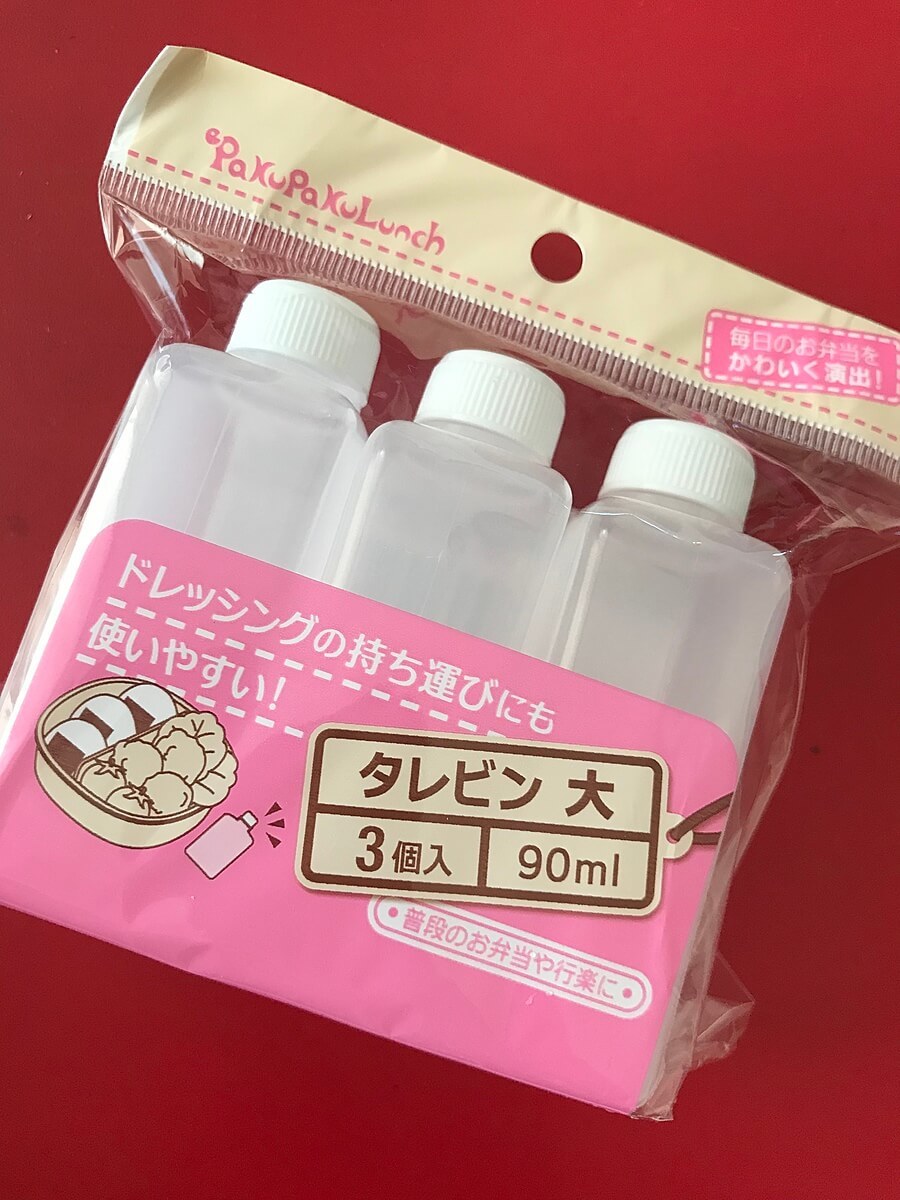 PakuPakuLunch
毎日のお弁当を
かわいく演出!
ドレッシングの持ち運びにも
使いやすい!
タレビン 大
3個入 90ml
普段のお弁当や行楽に